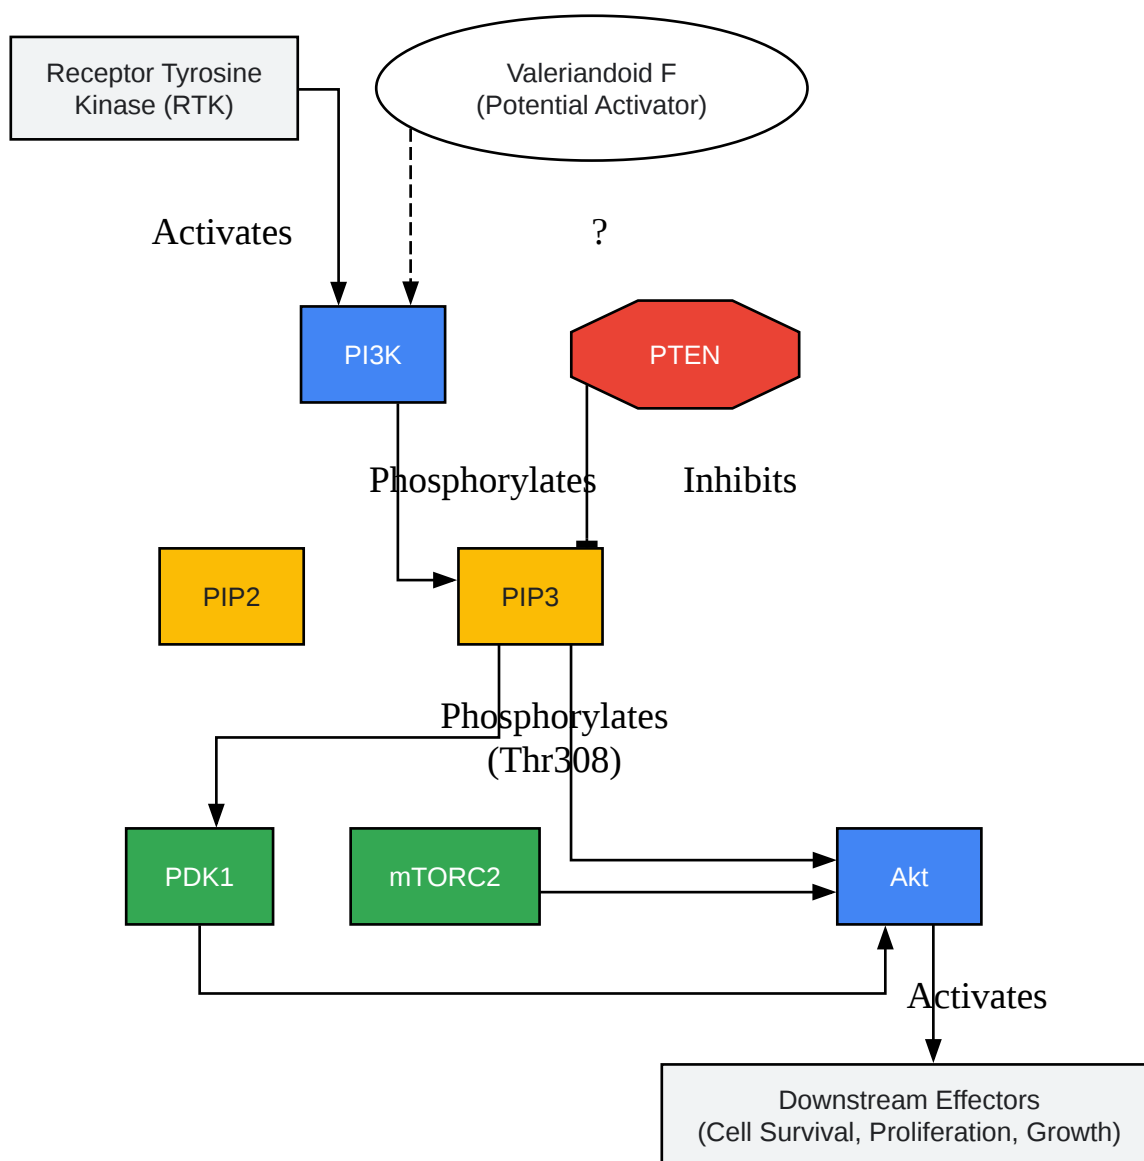 Receptor Tyrosine
Kinase (RTK)
Valeriandoid F
(Potential Activator)
Activates
?
PI3K
PTEN
Phosphorylates
Inhibits
PIP2
PIP3
Phosphorylates
(Thr308)
PDK1
mTORC2
Akt
Activates
Downstream Effectors
(Cell Survival, Proliferation, Growth)